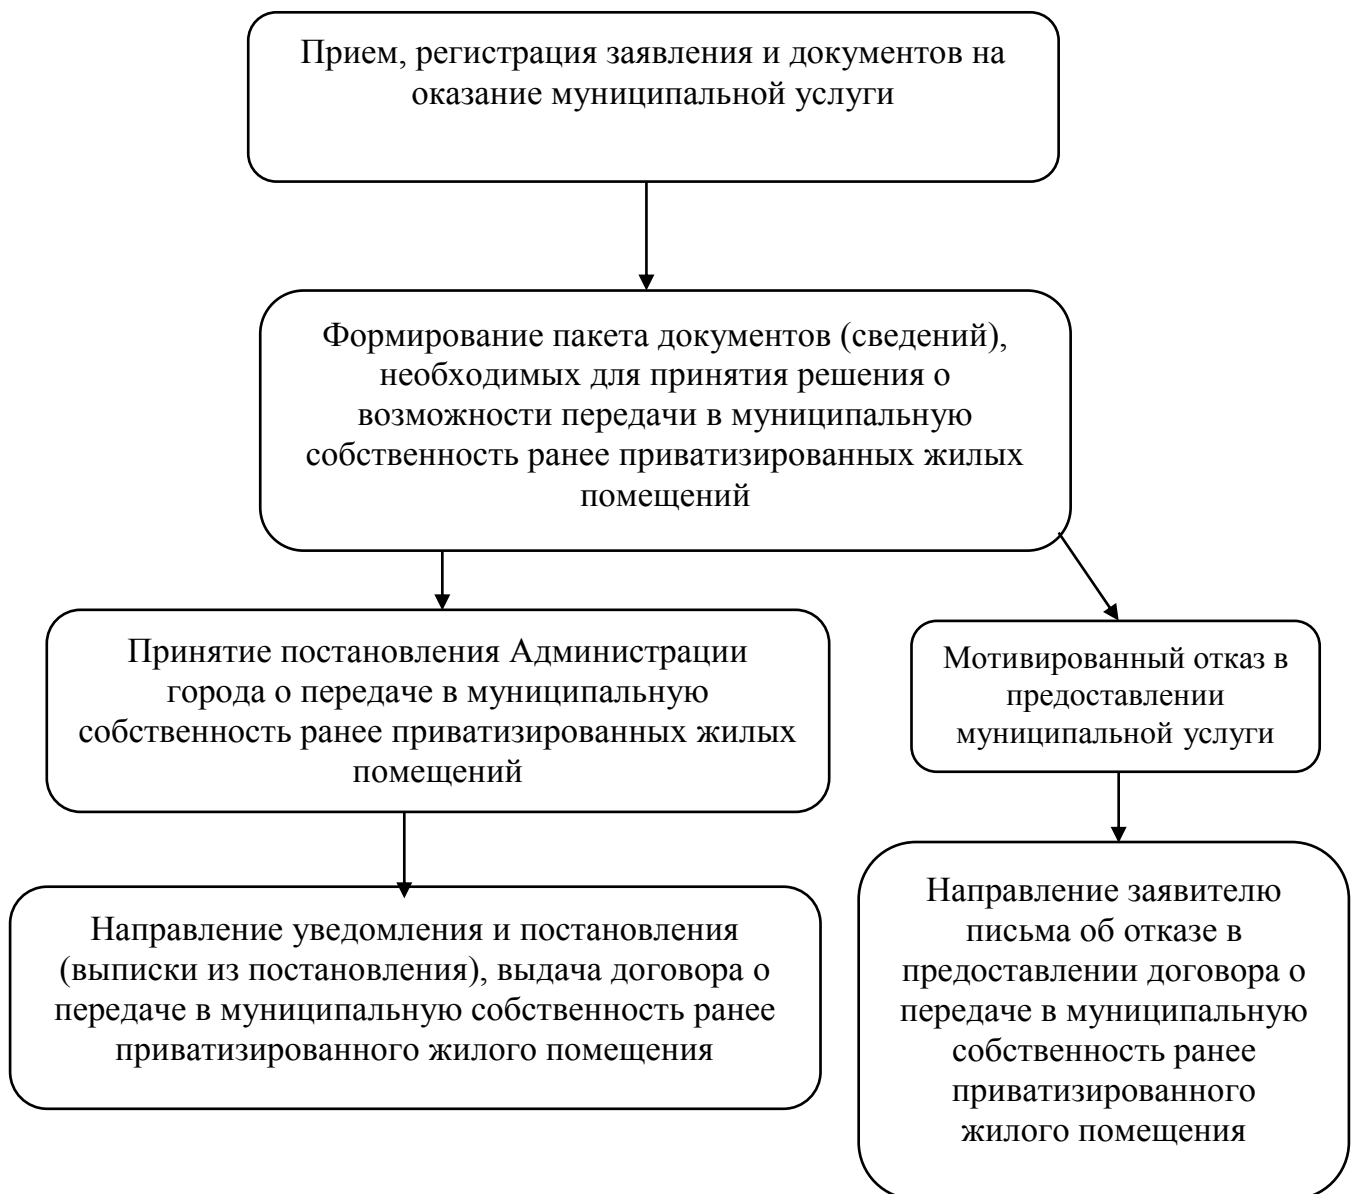 Прием, регистрация заявления и документов на
оказание муниципальной услуги
Формирование пакета документов (сведений),
необходимых для принятия решения о
возможности передачи в муниципальную
собственность ранее приватизированных жилых
помещений
Принятие постановления Администрации
города о передаче в муниципальную
собственность ранее приватизированных жилых
помещений
Мотивированный отказ в
предоставлении
муниципальной услуги
Направление уведомления и постановления
(выписки из постановления), выдача договора о
передаче в муниципальную собственность ранее
приватизированного жилого помещения
Направление заявителю
письма об отказе в
предоставлении договора о
передаче в муниципальную
собственность ранее
приватизированного
жилого помещения